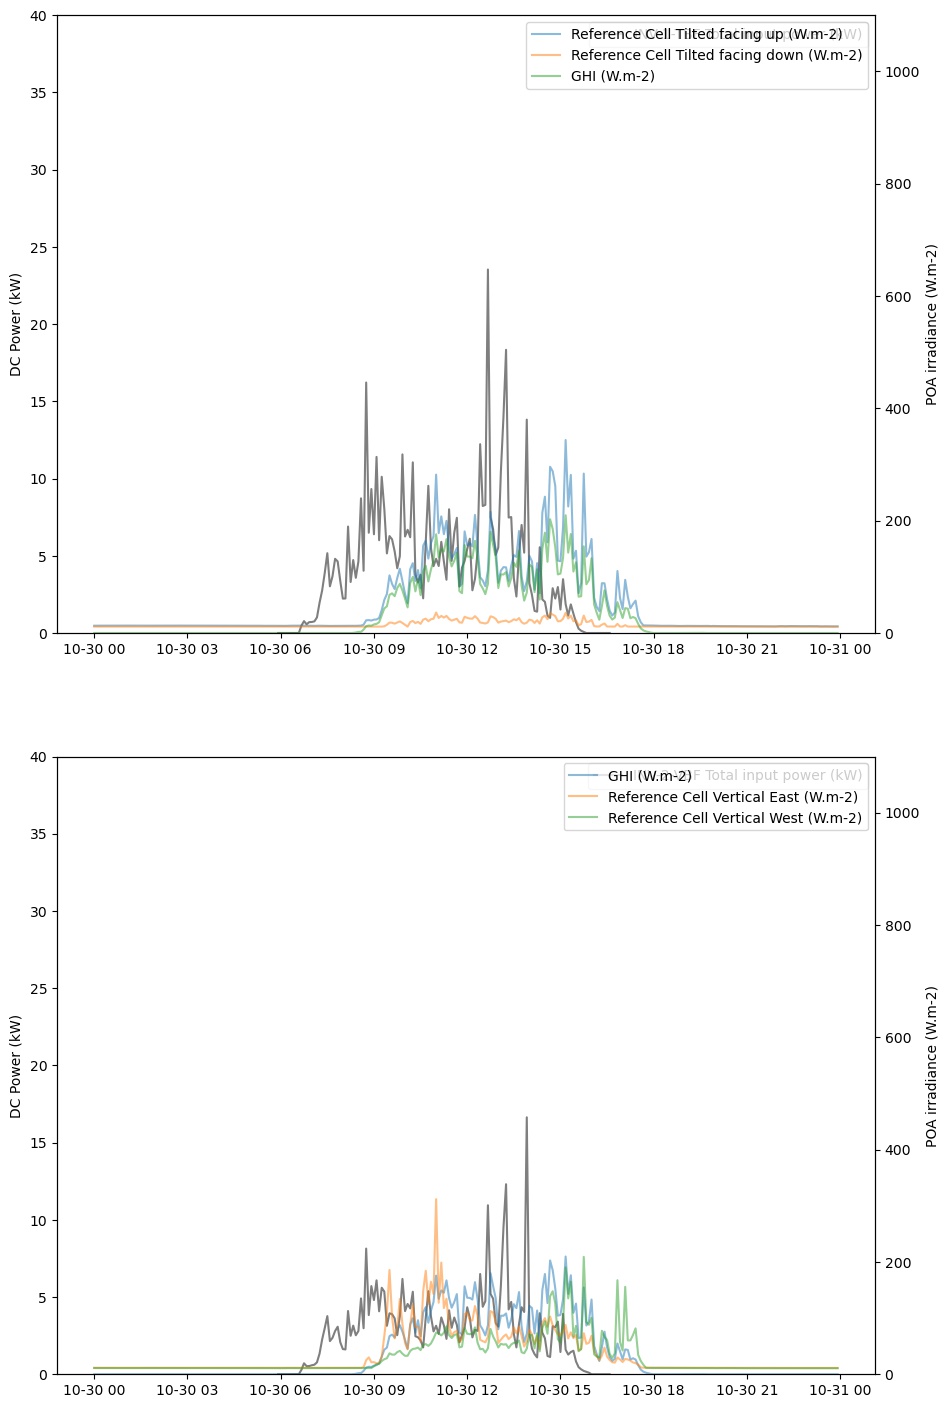 40
Reference Cell Tilted facing up (W.m-2)
Reference Cell Tilted facing down (W.m-2)
GHI (W.m-2)
1000
35
30
800
25
600
20
DC Power (kW)
POA irradiance (W.m-2)
15
400
10
200
5
0
0
10-30 00 10-30 03 10-30 06 10-30 09 10-30 12 10-30 15 10-30 18 10-30 21 10-31 00
40
GHI (W.m-2) Total input power (kW)
Reference Cell Vertical East (W.m-2)
Reference Cell Vertical West (W.m-2)
1000
35
30
800
25
600
20
DC Power (kW)
POA irradiance (W.m-2)
15
400
10
200
5
0
0
10-30 00 10-30 03 10-30 06 10-30 09 10-30 12 10-30 15 10-30 18 10-30 21 10-31 00